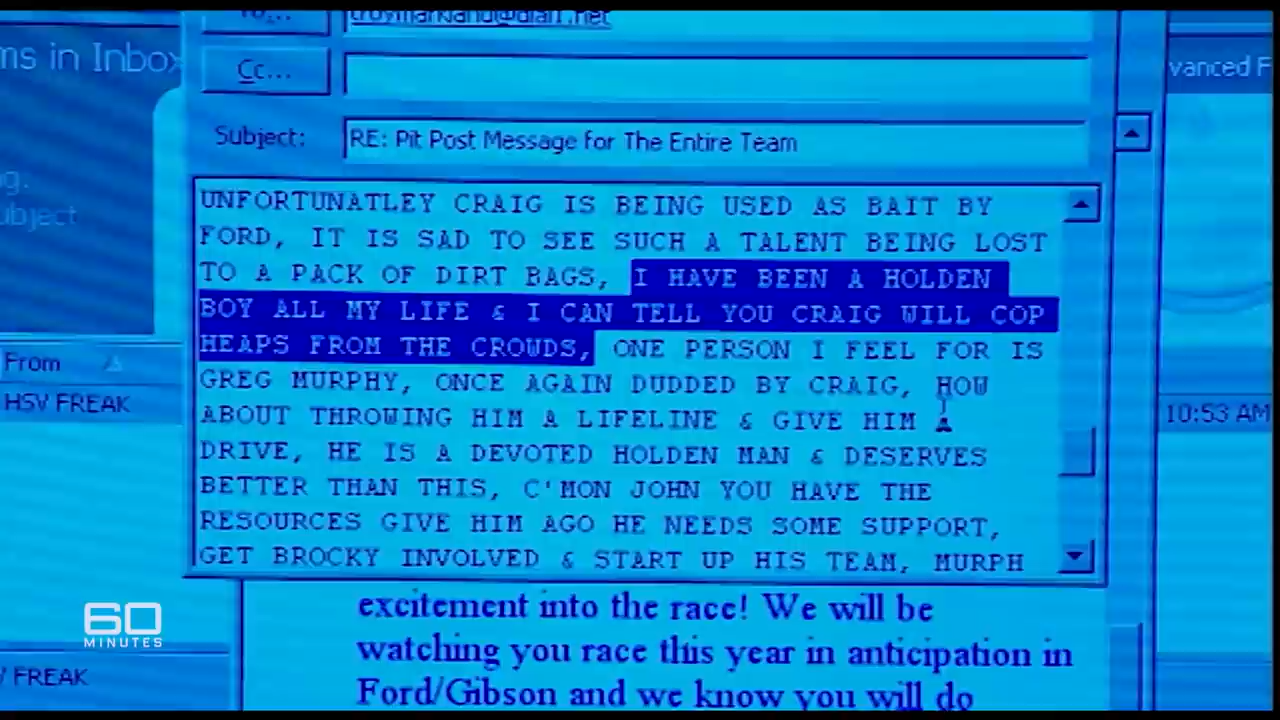 To...
troymarkland@dia11.net
ms in Inbox
Cc...
vanced F
Subject:
RE: Pit Post Message for The Entire Team
g.
ubject
UNFORTUNATLEY CRAIG IS BEING USED AS BAIT BY
FORD, IT IS SAD TO SEE SUCH A TALENT BEING LOST
TO A PACK OF DIRT BAGS, I HAVE BEEN A HOLDEN
BOY ALL MY LIFE & I CAN TELL YOU CRAIG WILL COP
HEAPS FROM THE CROWDS, ONE PERSON I FEEL FOR IS
GREG MURPHY, ONCE AGAIN DUDDED BY CRAIG, HOW
ABOUT THROWING HIM A LIFELINE & GIVE HIM A
DRIVE, HE IS A DEVOTED HOLDEN MAN & DESERVES
BETTER THAN THIS, C'MON JOHN YOU HAVE THE
RESOURCES GIVE HIM AGO HE NEEDS SOME SUPPORT,
GET BROCKY INVOLVED & START UP HIS TEAM, MURPH
From
HSV FREAK
10:53 AM
excitement into the race! We will be
watching you race this year in anticipation in
Ford/Gibson and we know you will do
60
MINUTES
V FREAK